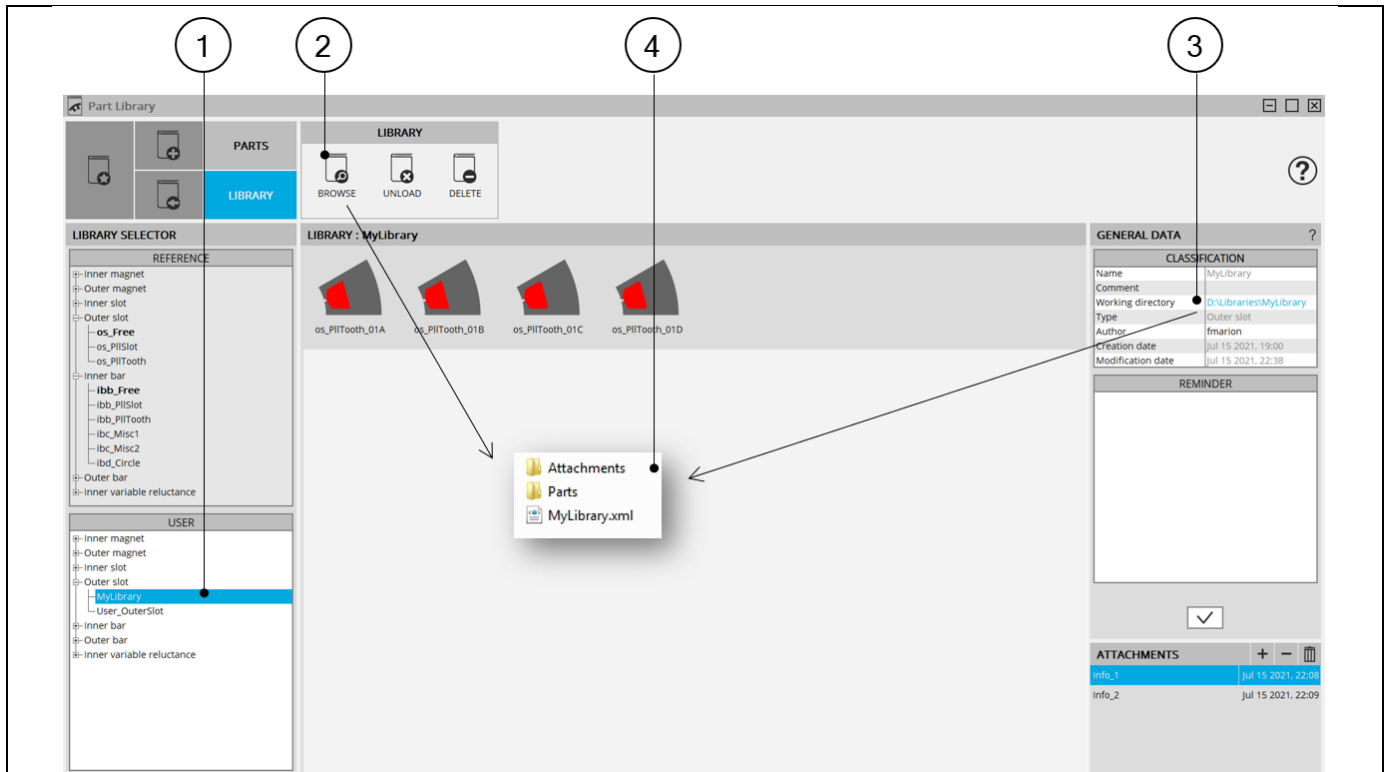 1
2
4
3
Part Library
PARTS
LIBRARY
LIBRARY
BROWSE
UNLOAD
DELETE
?
LIBRARY SELECTOR
REFERENCE
Inner magnet
Outer magnet
Inner slot
Outer slot
os_Free
os_PllSlot
os_PllTooth
Inner bar
ibb_Free
ibb_PllSlot
ibb_PllTooth
ibc_Misc1
ibc_Misc2
ibd_Circle
Outer bar
Inner variable reluctance
USER
Inner magnet
Outer magnet
Inner slot
Outer slot
MyLibrary
User_OuterSlot
Inner bar
Outer bar
Inner variable reluctance
LIBRARY : MyLibrary
os_PllTooth_01A
os_PllTooth_01B
os_PllTooth_01C
os_PllTooth_01D
Attachments
Parts
MyLibrary.xml
GENERAL DATA ?
CLASSIFICATION
Name MyLibrary
Comment
Working directory D:\Libraries\MyLibrary
Type Outer slot
Author fmarion
Creation date Jul 15 2021, 19:00
Modification date Jul 15 2021, 22:38
REMINDER
ATTACHMENTS + −
Info_1 Jul 15 2021, 22:08
Info_2 Jul 15 2021, 22:09